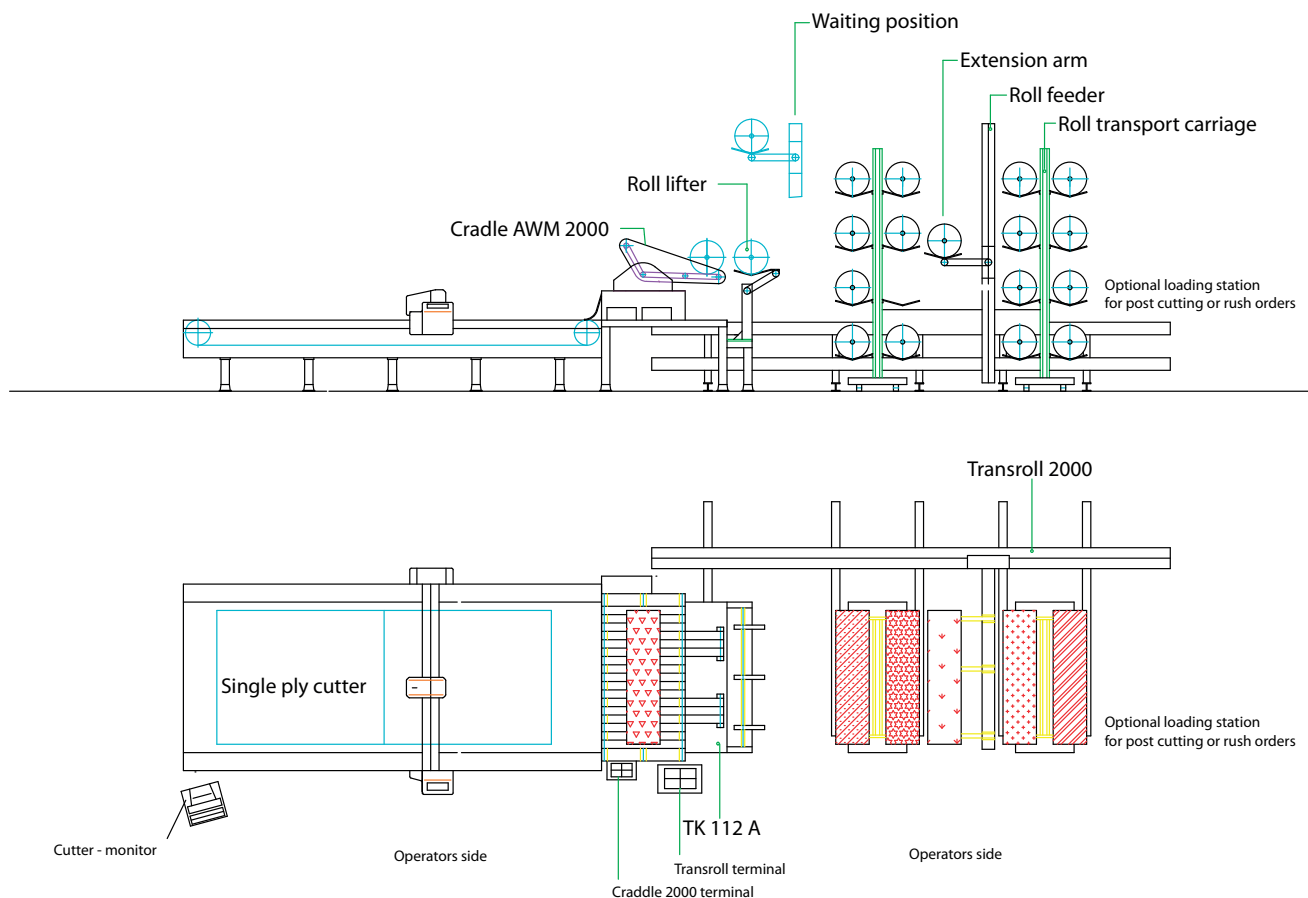 Waiting position
Extension arm
Roll feeder
Roll transport carriage
Roll lifter
Cradle AWM 2000
Optional loading station
for post cutting or rush orders
Transroll 2000
Single ply cutter
Optional loading station
for post cutting or rush orders
TK 112 A
Cutter - monitor
Operators side
Operators side
Transroll terminal
Craddle 2000 terminal